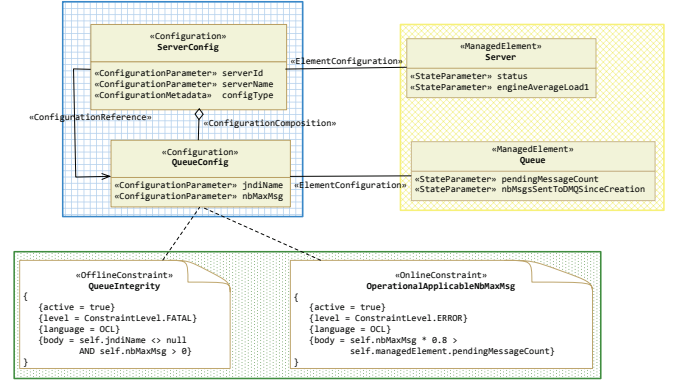 «Configuration»
ServerConfig
«ConfigurationParameter» serverId
«ConfigurationParameter» serverName
«ConfigurationMetadata» configType
«ElementConfiguration»
«ManagedElement»
Server
«StateParameter» status
«StateParameter» engineAverageLoad1
«ConfigurationReference»
«ConfigurationComposition»
«Configuration»
QueueConfig
«ConfigurationParameter» jndiName
«ConfigurationParameter» nbMaxMsg
«ElementConfiguration»
«ManagedElement»
Queue
«StateParameter» pendingMessageCount
«StateParameter» nbMsgsSentToDMQSinceCreation
«OfflineConstraint»
QueueIntegrity
{
{active = true}
{level = ConstraintLevel.FATAL}
{language = OCL}
{body = self.jndiName <> null
AND self.nbMaxMsg > 0}
}
«OnlineConstraint»
OperationalApplicableNbMaxMsg
{
{active = true}
{level = ConstraintLevel.ERROR}
{language = OCL}
{body = self.nbMaxMsg * 0.8 >
self.managedElement.pendingMessageCount}
}